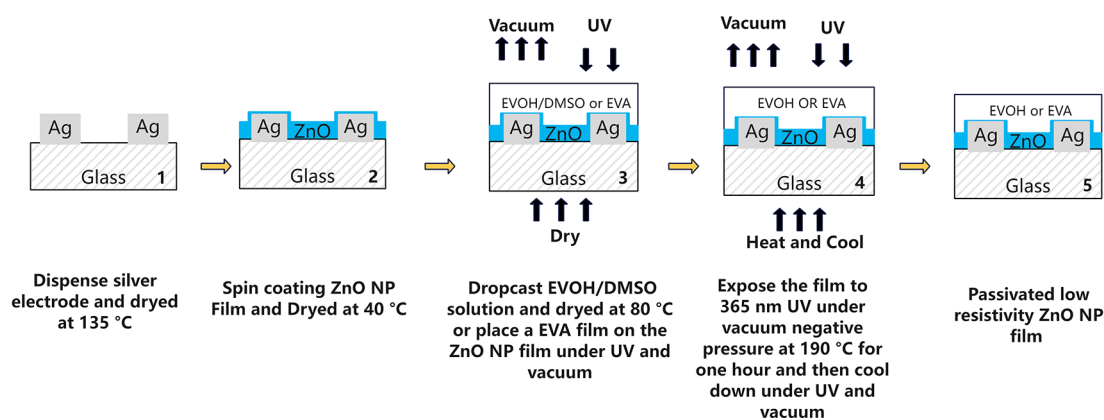 Vacuum
UV
EVOH/DMSO or EVA
Ag
Ag
ZnO
Glass
3
Dry
Vacuum
UV
EVOH OR EVA
Ag
Ag
ZnO
Glass
4
Heat and Cool
Ag
Ag
Glass
1
Ag
ZnO
Ag
Glass
2
EVOH or EVA
Ag
ZnO
Ag
Glass
5
Dispense silver
electrode and dryed
at 135 °C
Spin coating ZnO NP
Film and Dryed at 40 °C
Dropcast EVOH/DMSO
solution and dryed at 80 °C
or place a EVA film on the
ZnO NP film under UV and
vacuum
Expose the film to
365 nm UV under
vacuum negative
pressure at 190 °C for
one hour and then cool
down under UV and
vacuum
Passivated low
resistivity ZnO NP
film